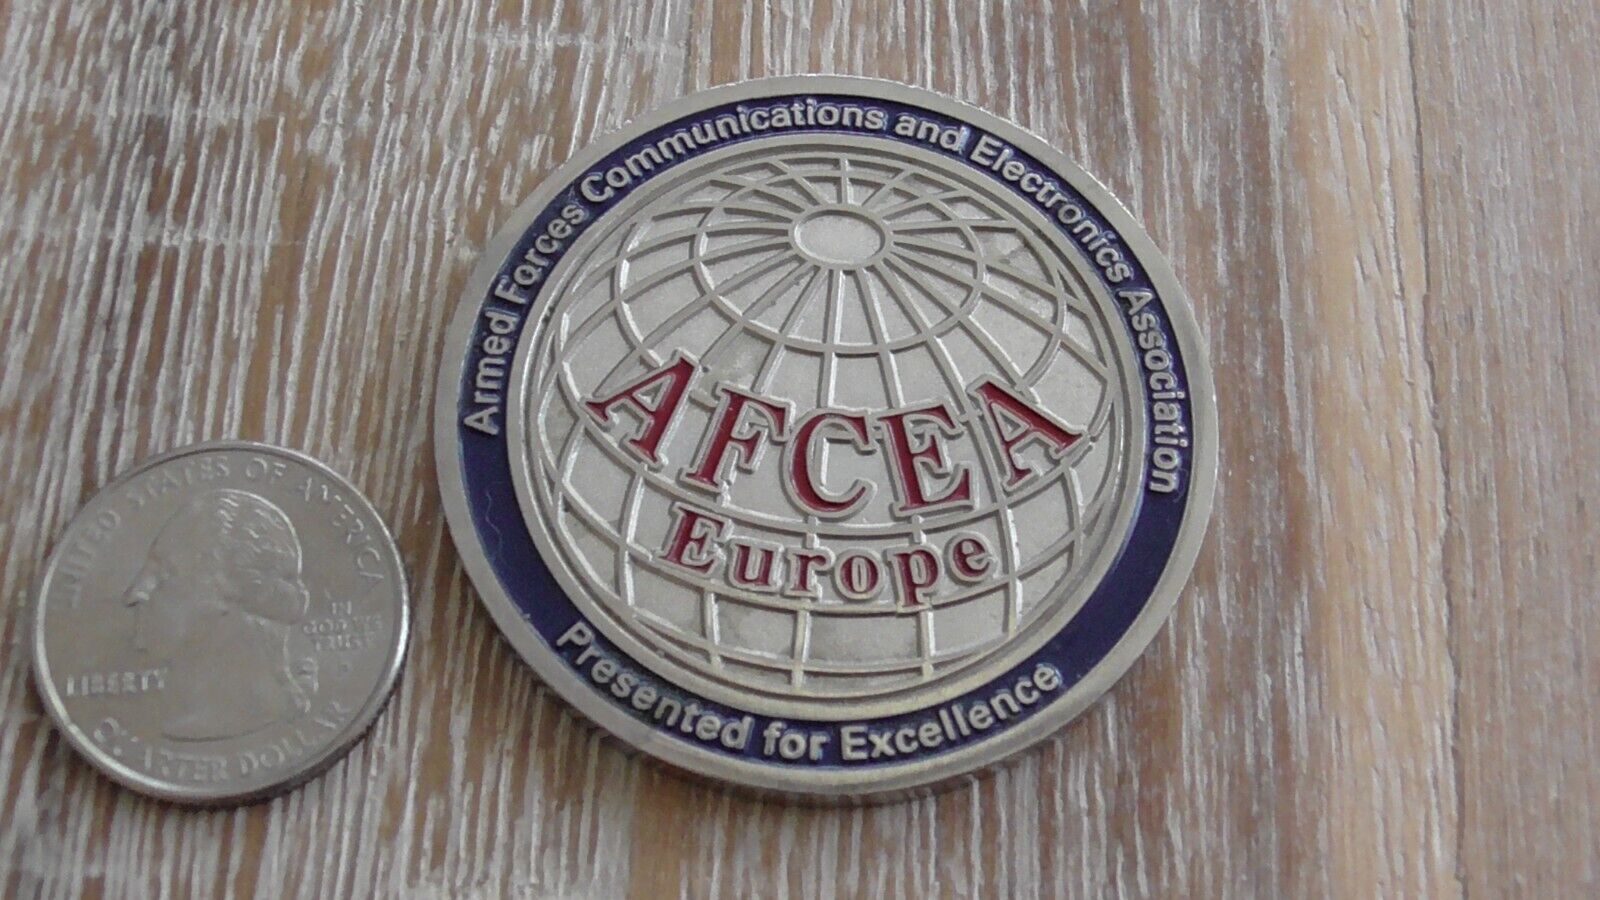 Armed Forces Communications and Electronics Association
AFCEA
Europe
Presented for Excellence
UNITED STATES OF AMERICA
LIBERTY
IN
GOD WE
TRUST
QUARTER DOLLAR